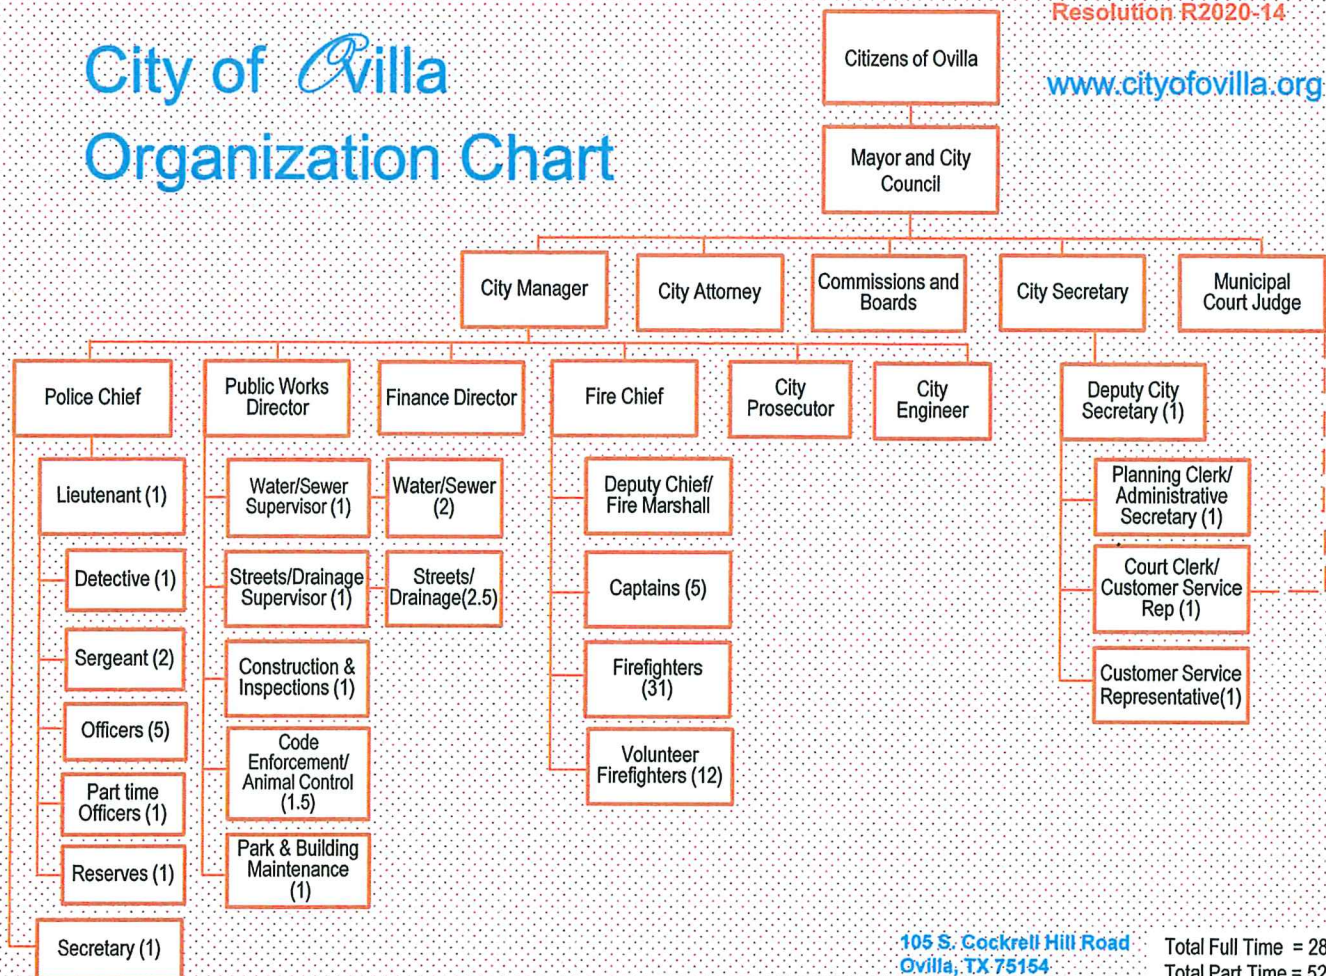 Resolution R2020-14
City of Ovilla
Organization Chart
www.cityofovilla.org
Citizens of Ovilla
Mayor and City
Council
City Manager
City Attorney
Commissions and
Boards
City Secretary
Municipal
Court Judge
Police Chief
Public Works
Director
Finance Director
Fire Chief
City
Prosecutor
City
Engineer
Deputy City
Secretary (1)
Lieutenant (1)
Detective (1)
Sergeant (2)
Officers (5)
Part time
Officers (1)
Reserves (1)
Secretary (1)
Water/Sewer
Supervisor (1)
Water/Sewer
(2)
Streets/Drainage
Supervisor (1)
Streets/
Drainage(2.5)
Construction &
Inspections (1)
Code
Enforcement/
Animal Control
(1.5)
Park & Building
Maintenance
(1)
Deputy Chief/
Fire Marshall
Captains (5)
Firefighters
(31)
Volunteer
Firefighters (12)
Planning Clerk/
Administrative
Secretary (1)
Court Clerk/
Customer Service
Rep (1)
Customer Service
Representative(1)
105 S. Cockrell Hill Road
Ovilla, TX 75154
Total Full Time = 28
Total Part Time = 52